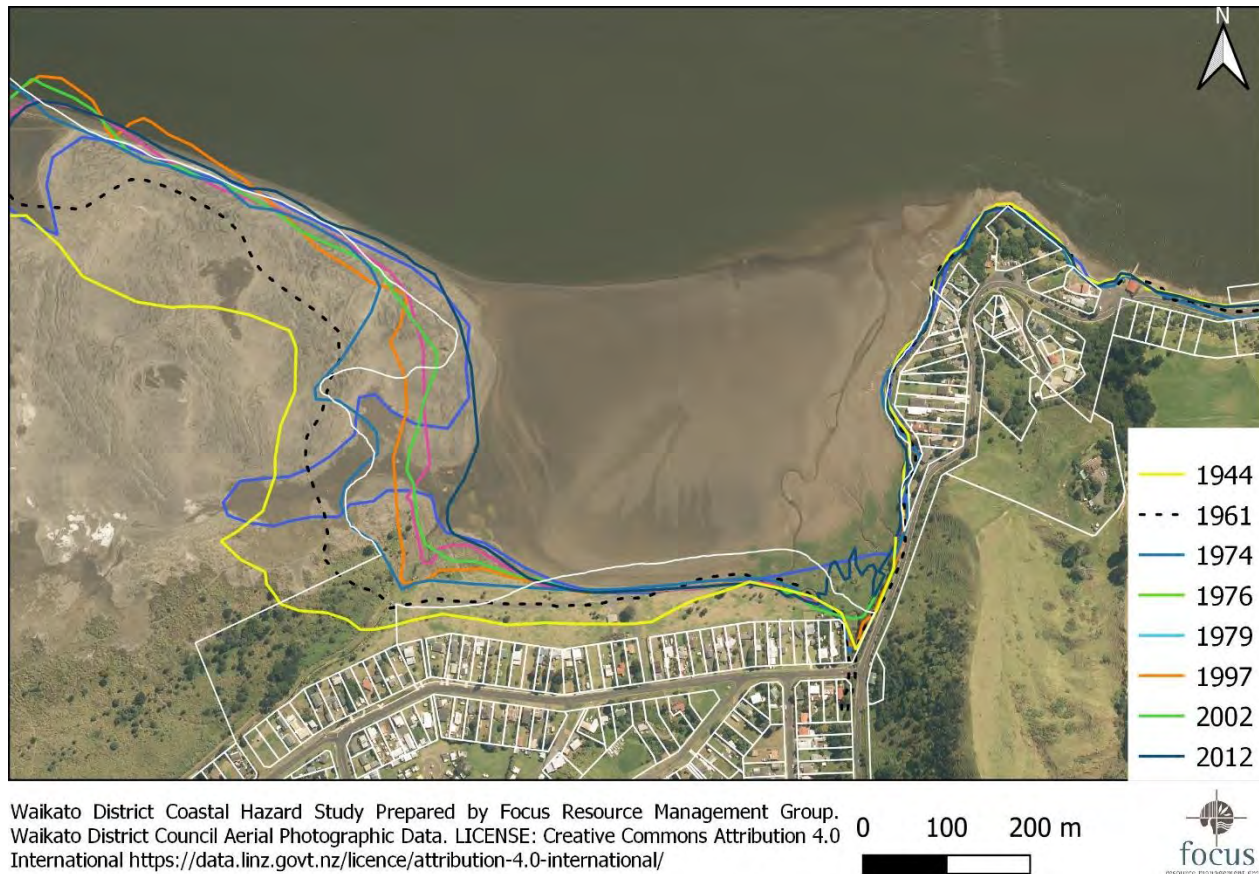 N
1944
1961
1974
1976
1979
1997
2002
2012
Waikato District Coastal Hazard Study Prepared by Focus Resource Management Group.
Waikato District Council Aerial Photographic Data. LICENSE: Creative Commons Attribution 4.0
International https://data.linz.govt.nz/licence/attribution-4.0-international/
0 100 200 m
focus
resource management